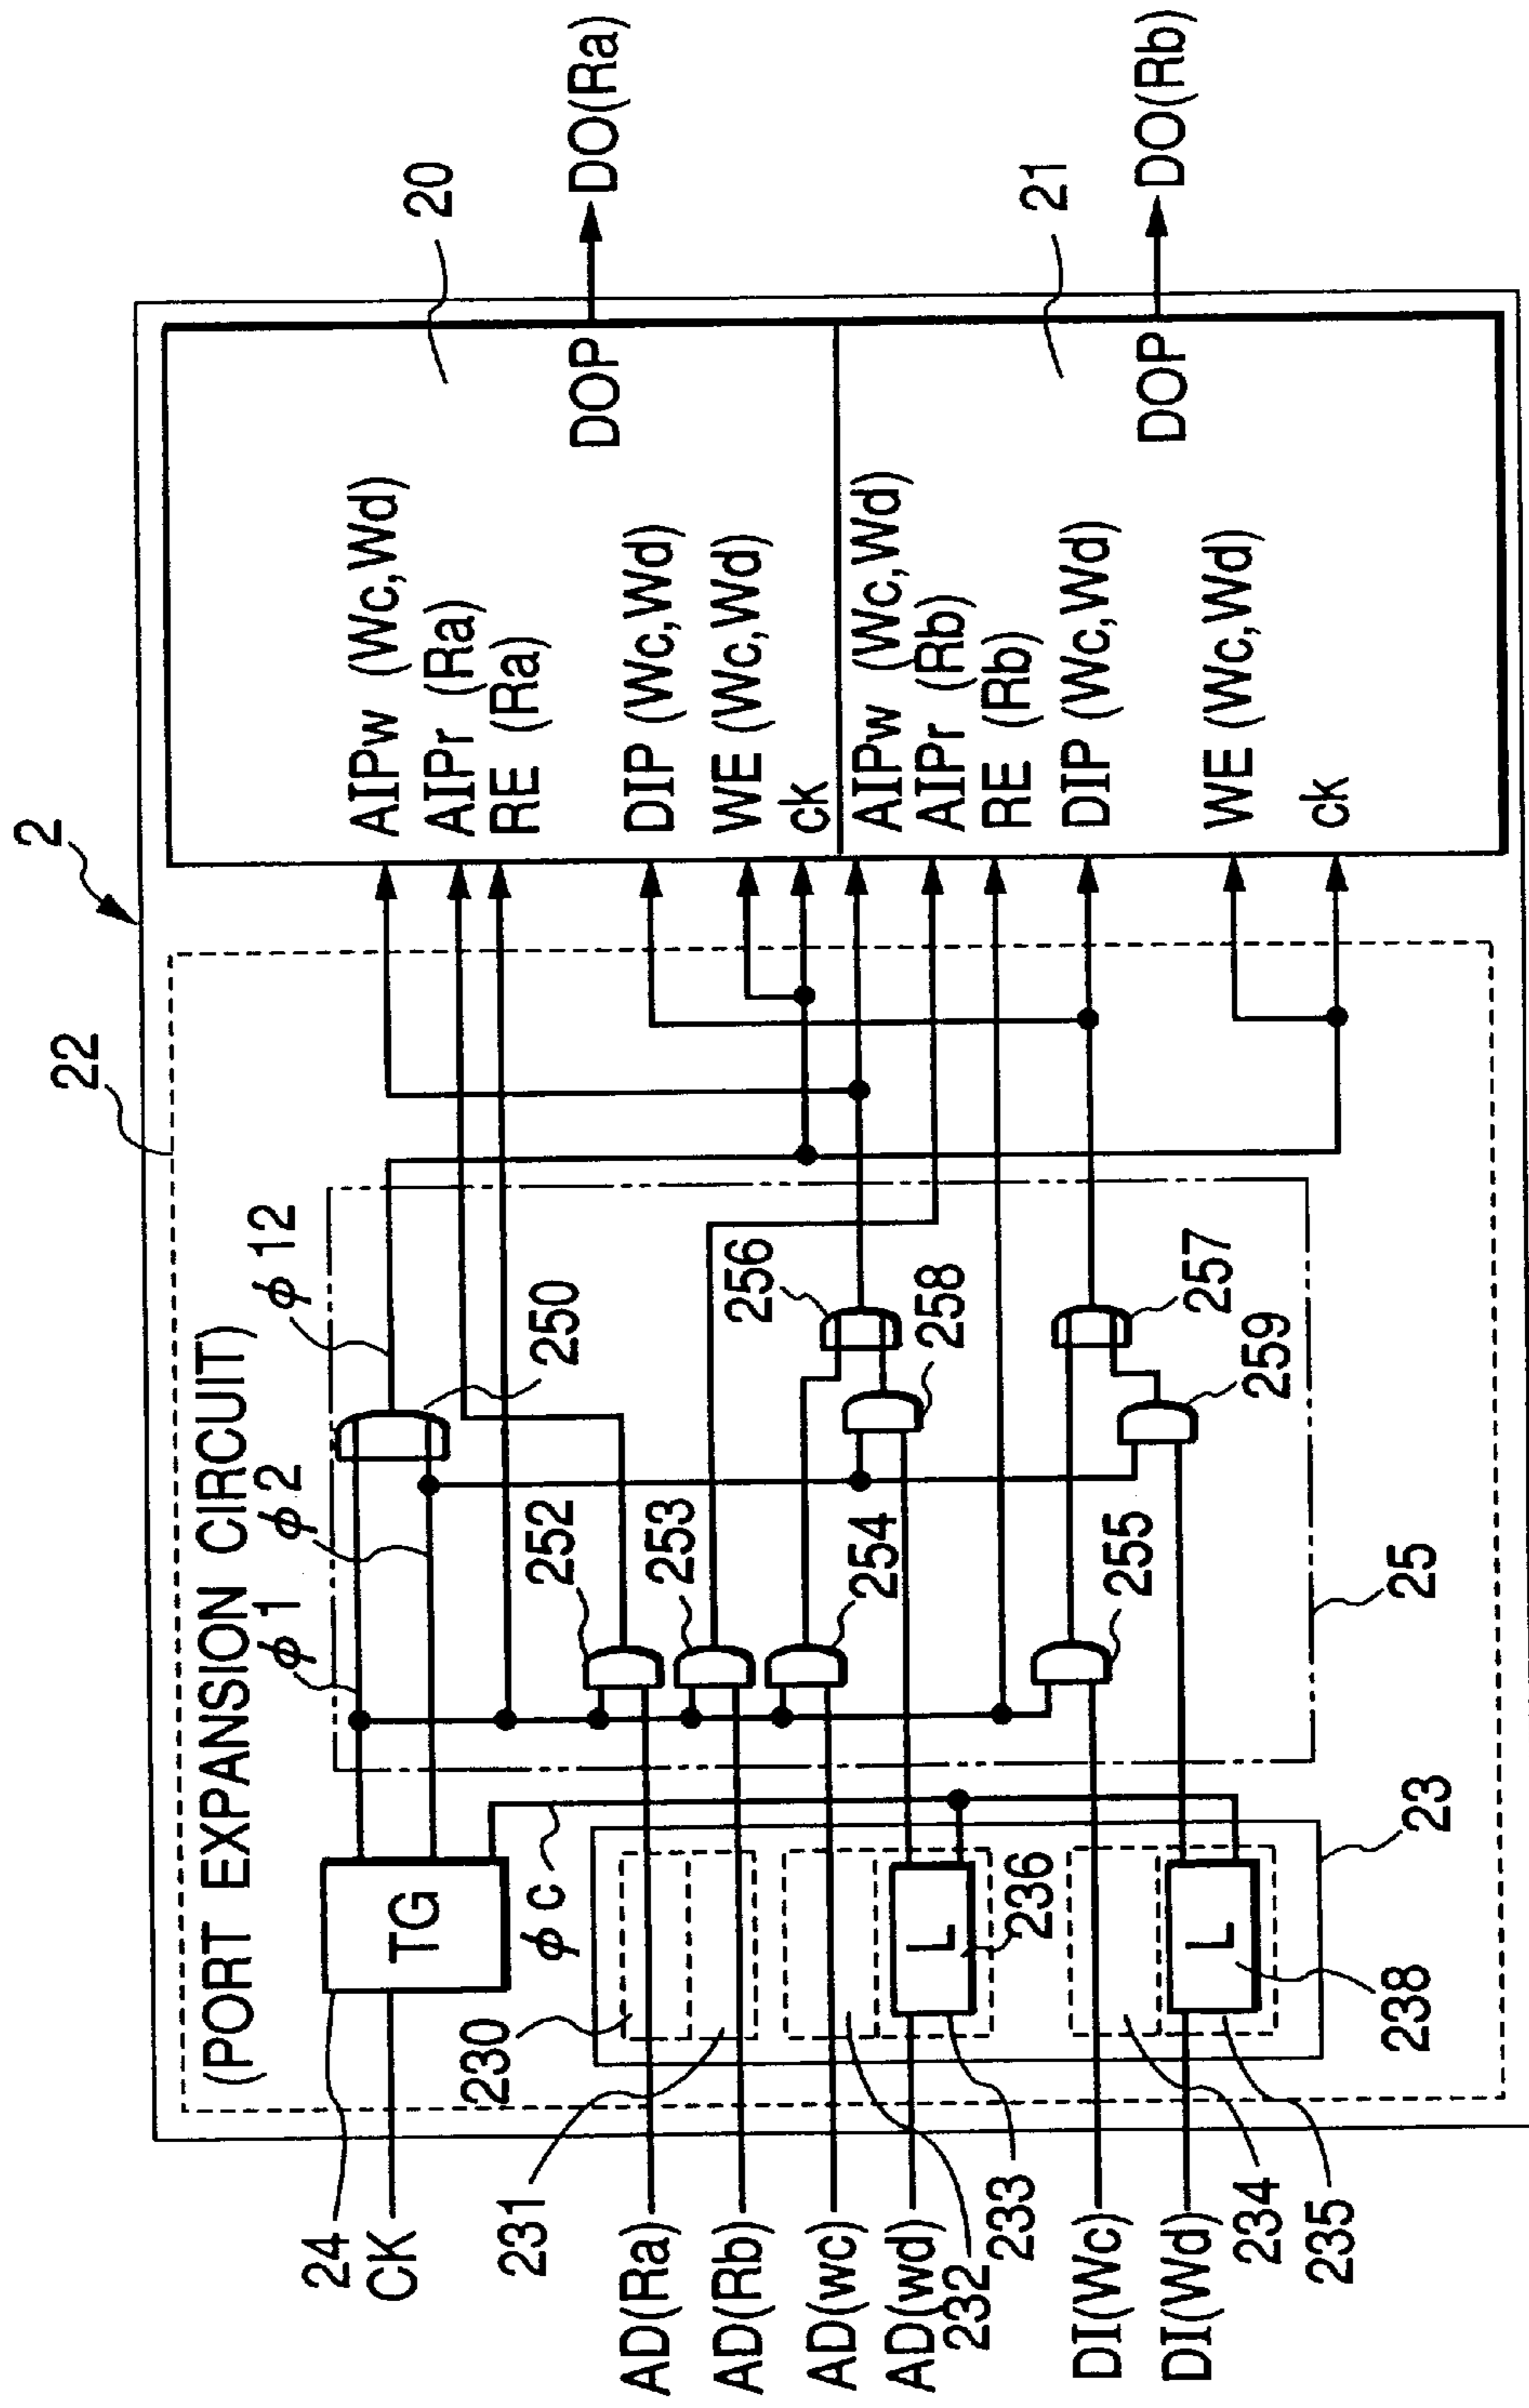 2
22
(PORT EXPANSION CIRCUIT)
φ1
φ2
φ12
250
24
CK
TG
φc
230
231
AD(Ra)
AD(Rb)
AD(wc)
AD(wd)
232
233
DI(Wc)
DI(Wd)
234
235
L
236
L
238
23
252
253
254
255
256
258
257
259
25
AIPw (Wc,Wd)
AIPr (Ra)
RE (Ra)
DIP (Wc,Wd)
WE (Wc,Wd)
ck
DOP
20
DO(Ra)
AIPw (Wc,Wd)
AIPr (Rb)
RE (Rb)
DIP (Wc,Wd)
WE (Wc,Wd)
ck
DOP
21
DO(Rb)